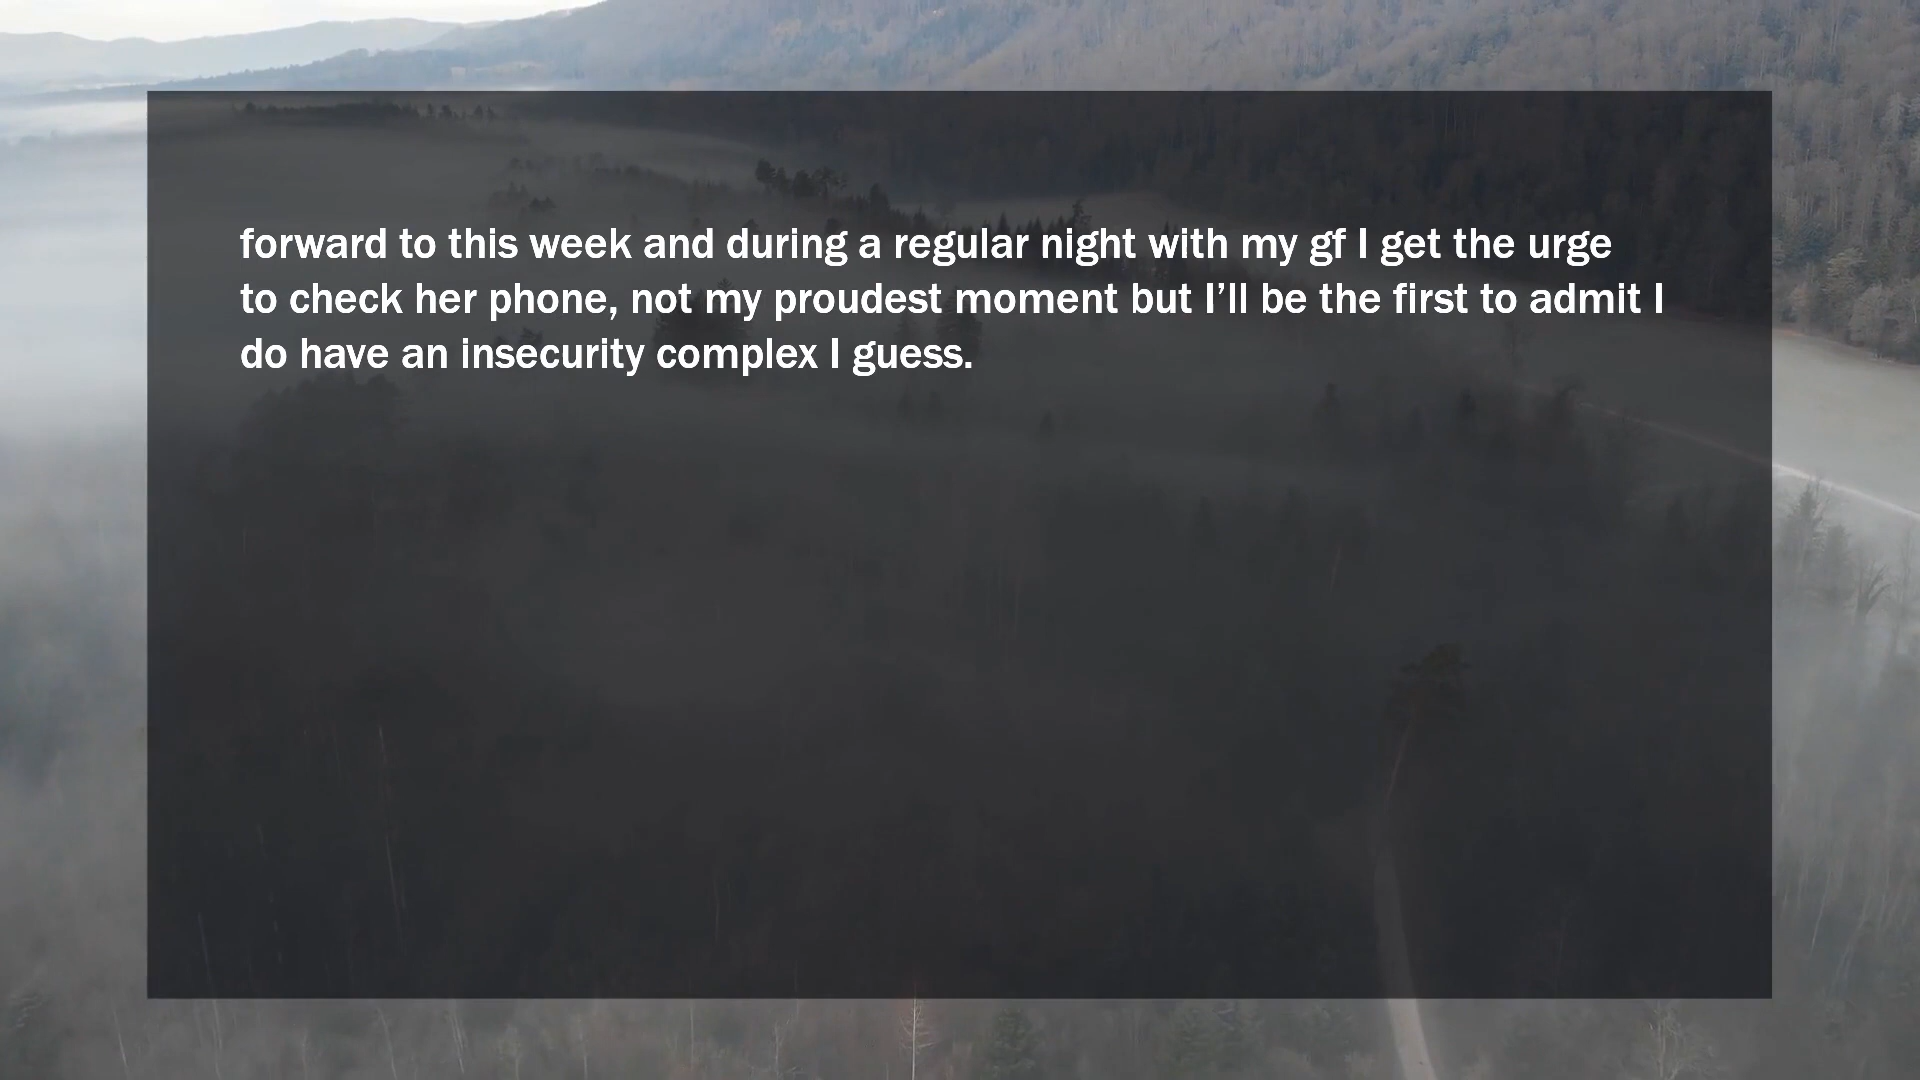 forward to this week and during a regular night with my gf I get the urge
to check her phone, not my proudest moment but I’ll be the first to admit I
do have an insecurity complex I guess.